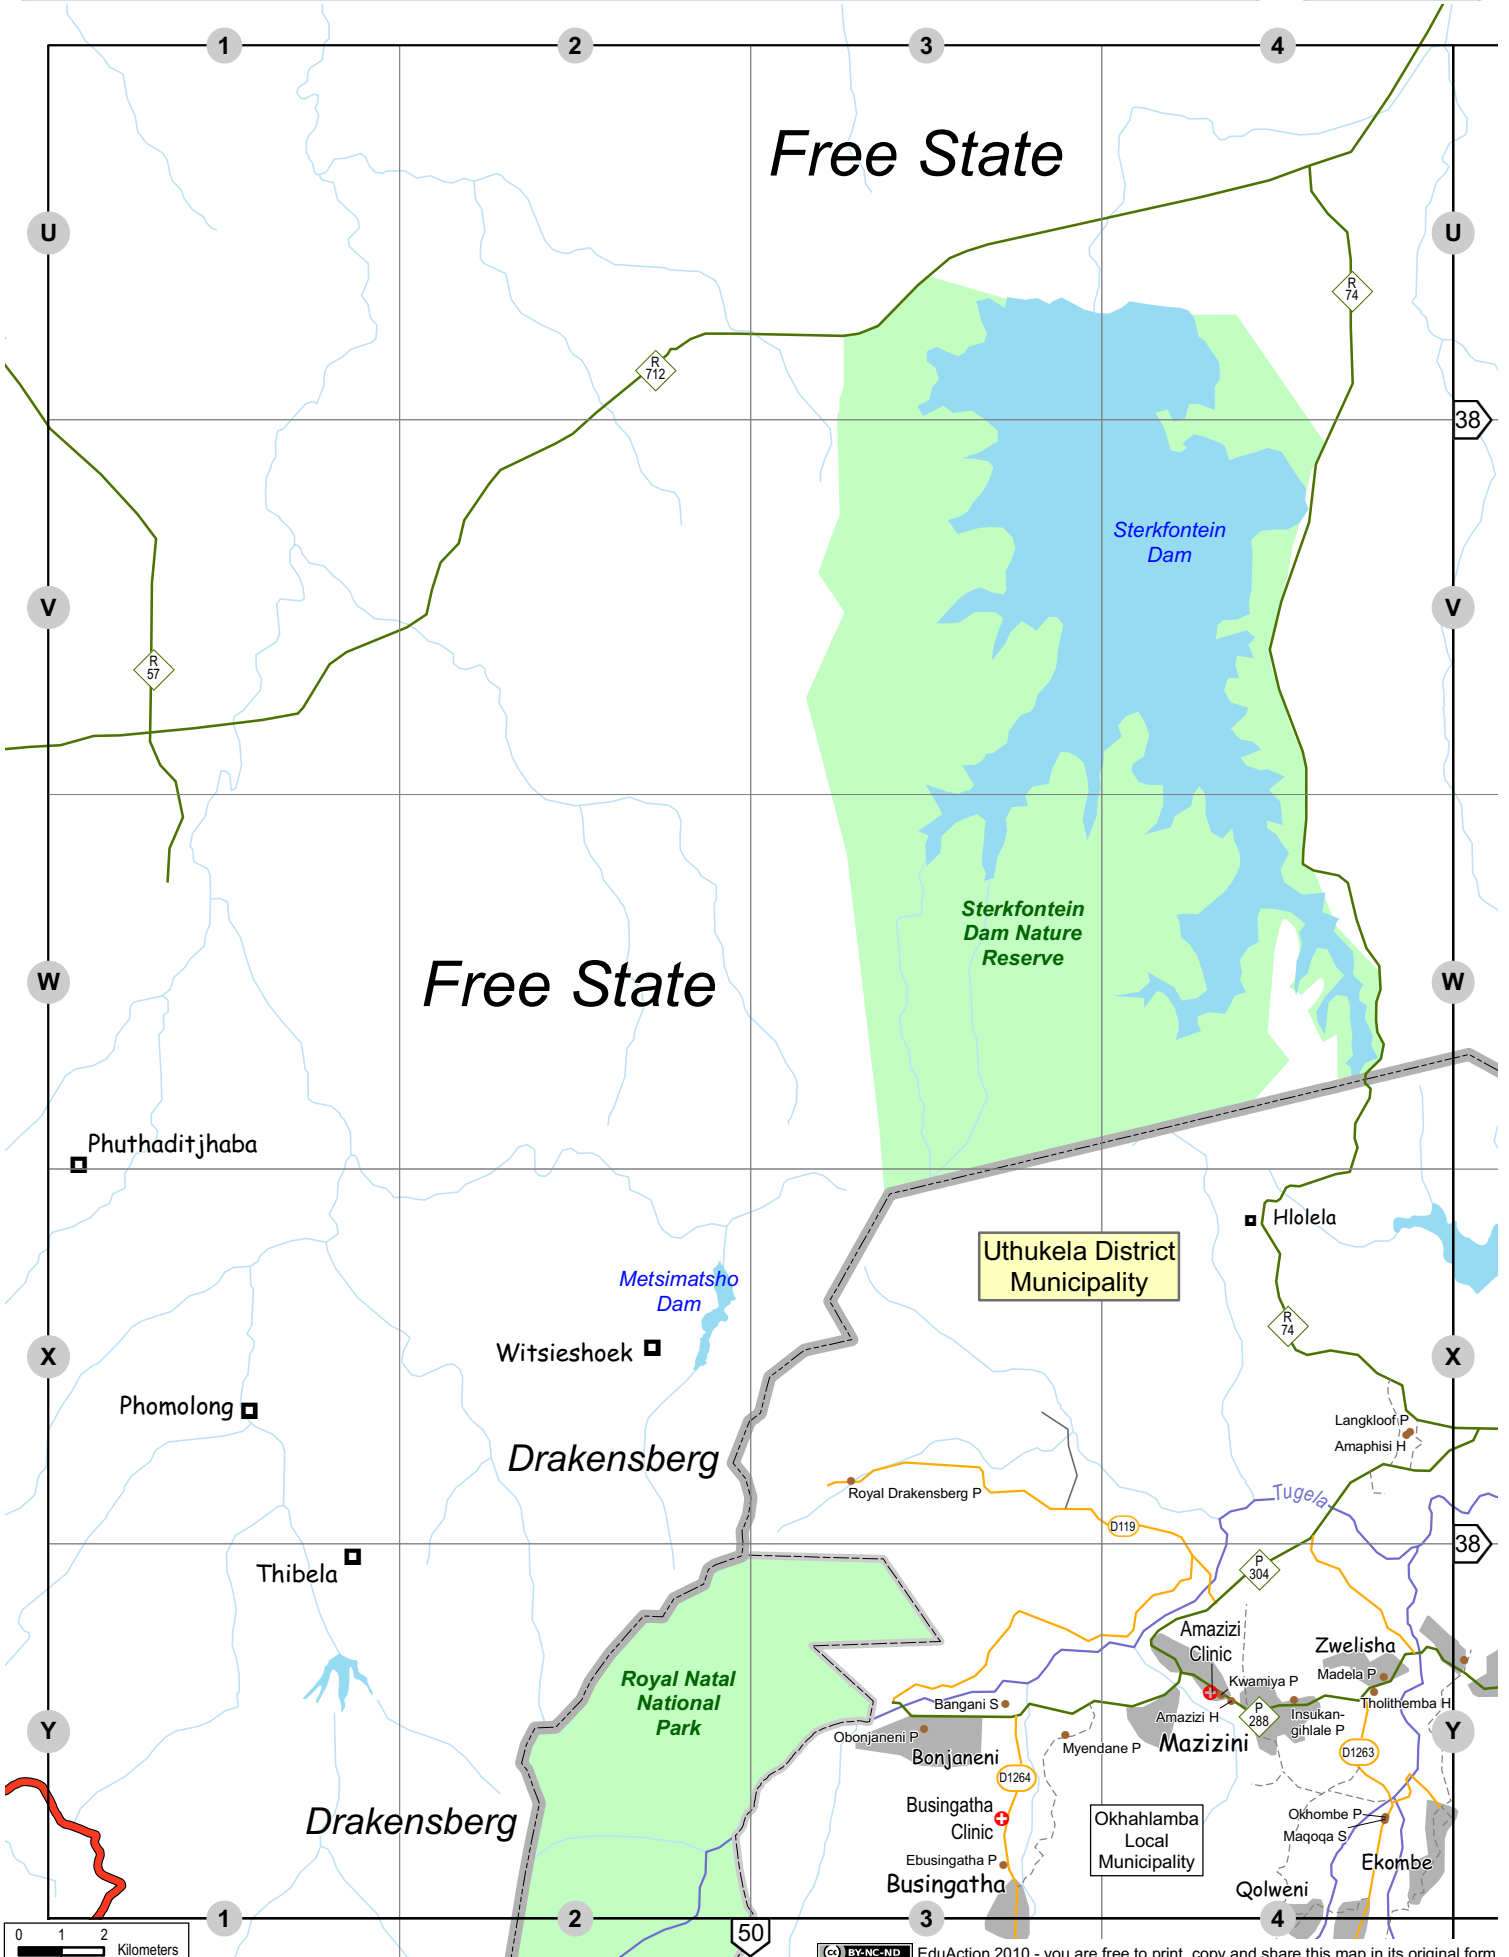 1
2
3
4
Free State
U
U
R
74
R
712
38
Sterkfontein
Dam
V
V
R
57
Sterkfontein
Dam Nature
Reserve
Free State
W
W
Phuthaditjhaba
Hlolela
Uthukela District
Municipality
Metsimatsho
Dam
R
74
Witsieshoek
X
X
Phomolong
Langkloof P
Amaphisi H
Drakensberg
Royal Drakensberg P
Tugela
D119
38
Thibela
P
304
Amazizi
Clinic
Zwelisha
Royal Natal
National
Park
Madela P
Kwamiya P
Bangani S
Tholithemba H
Amazizi H
P
288
Insukan-
gihlale P
Y
Y
Obonjaneni P
Bonjaneni
Myendane P
Mazizini
D1263
D1264
Busingatha
Clinic
Drakensberg
Okhahlamba
Local
Municipality
Okhombe P
Maqoqa S
Ebusingatha P
Ekombe
Busingatha
Qolweni
1
2
3
4
50
0 1 2
Kilometers
(cc) BY-NC-ND EduAction 2010 - you are free to print, copy and share this map in its original form